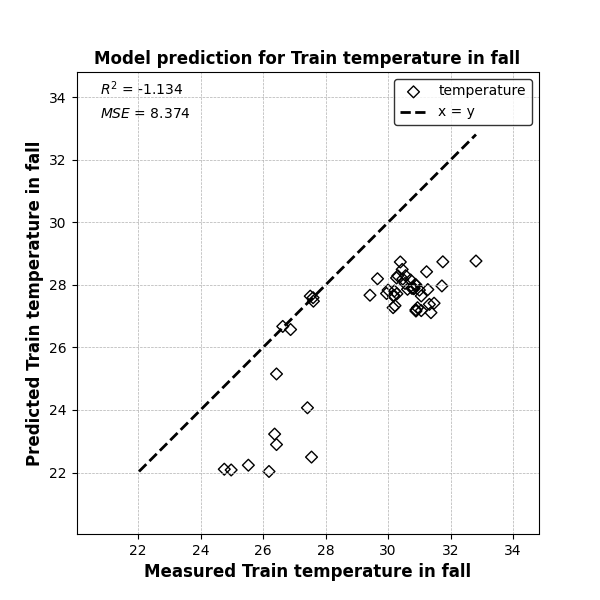 Model prediction for Train temperature in fall
R² = -1.134
MSE = 8.374
temperature
x = y
Predicted Train temperature in fall
34
32
30
28
26
24
22
22 24 26 28 30 32 34
Measured Train temperature in fall